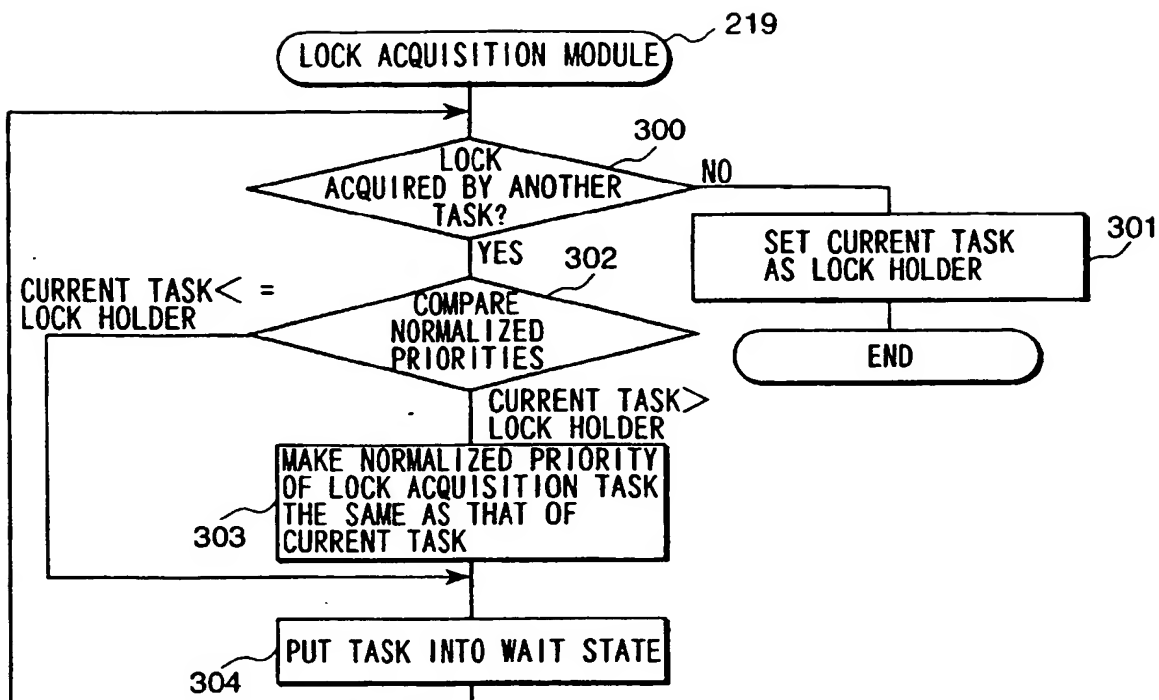 219
LOCK ACQUISITION MODULE
300
LOCK
ACQUIRED BY ANOTHER
TASK?
NO
301
SET CURRENT TASK
AS LOCK HOLDER
YES
302
CURRENT TASK< =
LOCK HOLDER
COMPARE
NORMALIZED
PRIORITIES
END
CURRENT TASK>
LOCK HOLDER
MAKE NORMALIZED PRIORITY
OF LOCK ACQUISITION TASK
THE SAME AS THAT OF
CURRENT TASK
303
PUT TASK INTO WAIT STATE
304